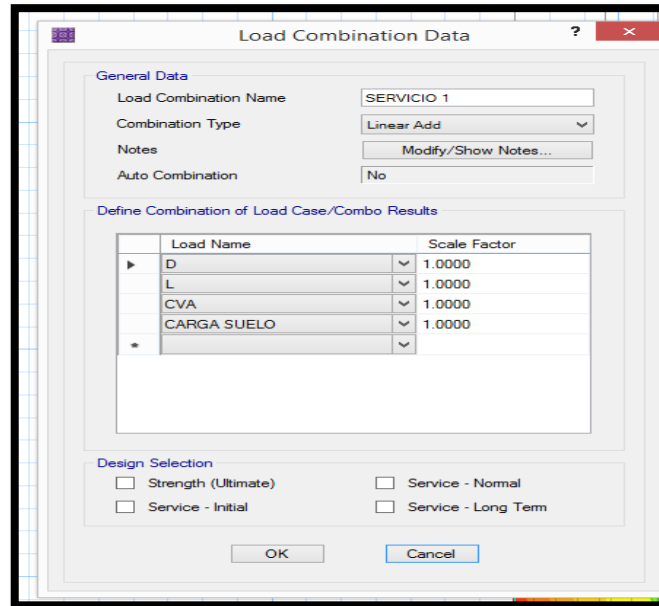 Load Combination Data ? ×
General Data
Load Combination Name SERVICIO 1
Combination Type Linear Add
Notes Modify/Show Notes...
Auto Combination No
Define Combination of Load Case/Combo Results
Load Name Scale Factor
D 1.0000
L 1.0000
CVA 1.0000
CARGA SUELO 1.0000
*
Design Selection
Strength (Ultimate) Service - Normal
Service - Initial Service - Long Term
OK Cancel